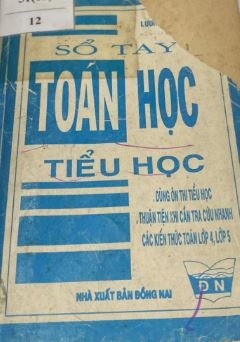 12
SỔ TAY
TOÁN HỌC
TIỂU HỌC
DÙNG ÔN THI TIỂU HỌC
THUẬN TIỆN KHI CẦN TRA CỨU NHANH
CÁC KIẾN THỨC TOÁN LỚP 4, LỚP 5
ĐN
NHÀ XUẤT BẢN ĐỒNG NAI